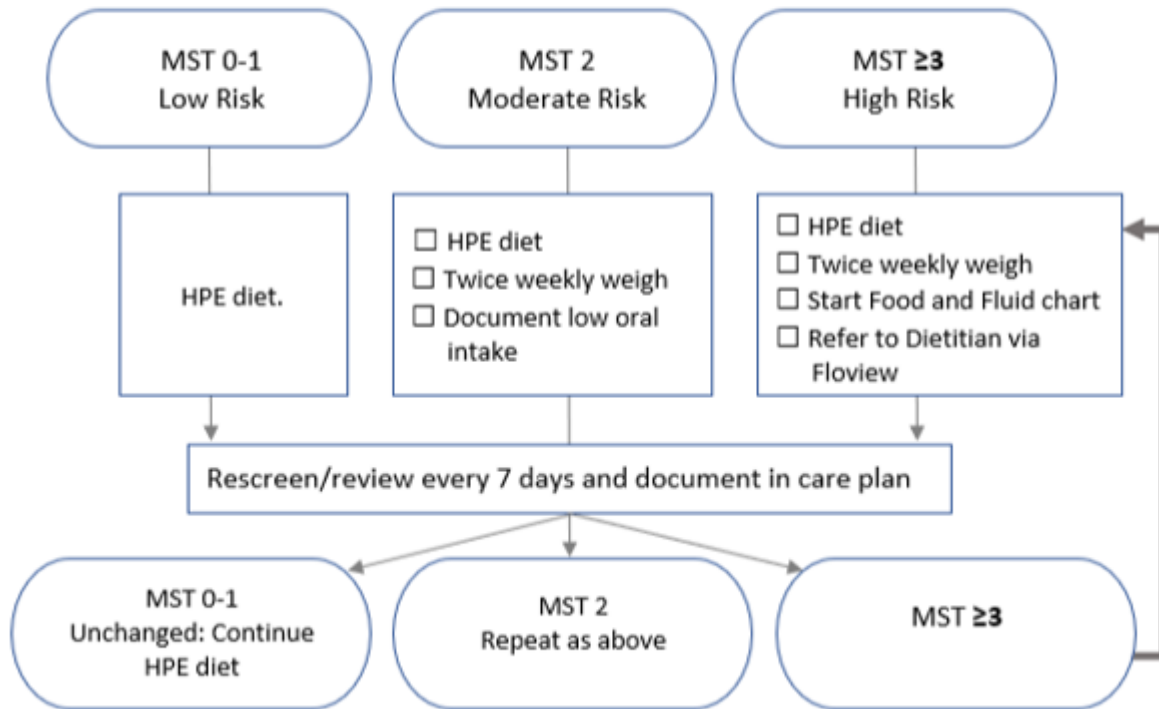 MST 0-1
Low Risk
MST 2
Moderate Risk
MST ≥3
High Risk
HPE diet.
☐ HPE diet
☐ Twice weekly weigh
☐ Document low oral
intake
☐ HPE diet
☐ Twice weekly weigh
☐ Start Food and Fluid chart
☐ Refer to Dietitian via
Floview
Rescreen/review every 7 days and document in care plan
MST 0-1
Unchanged: Continue
HPE diet
MST 2
Repeat as above
MST ≥3